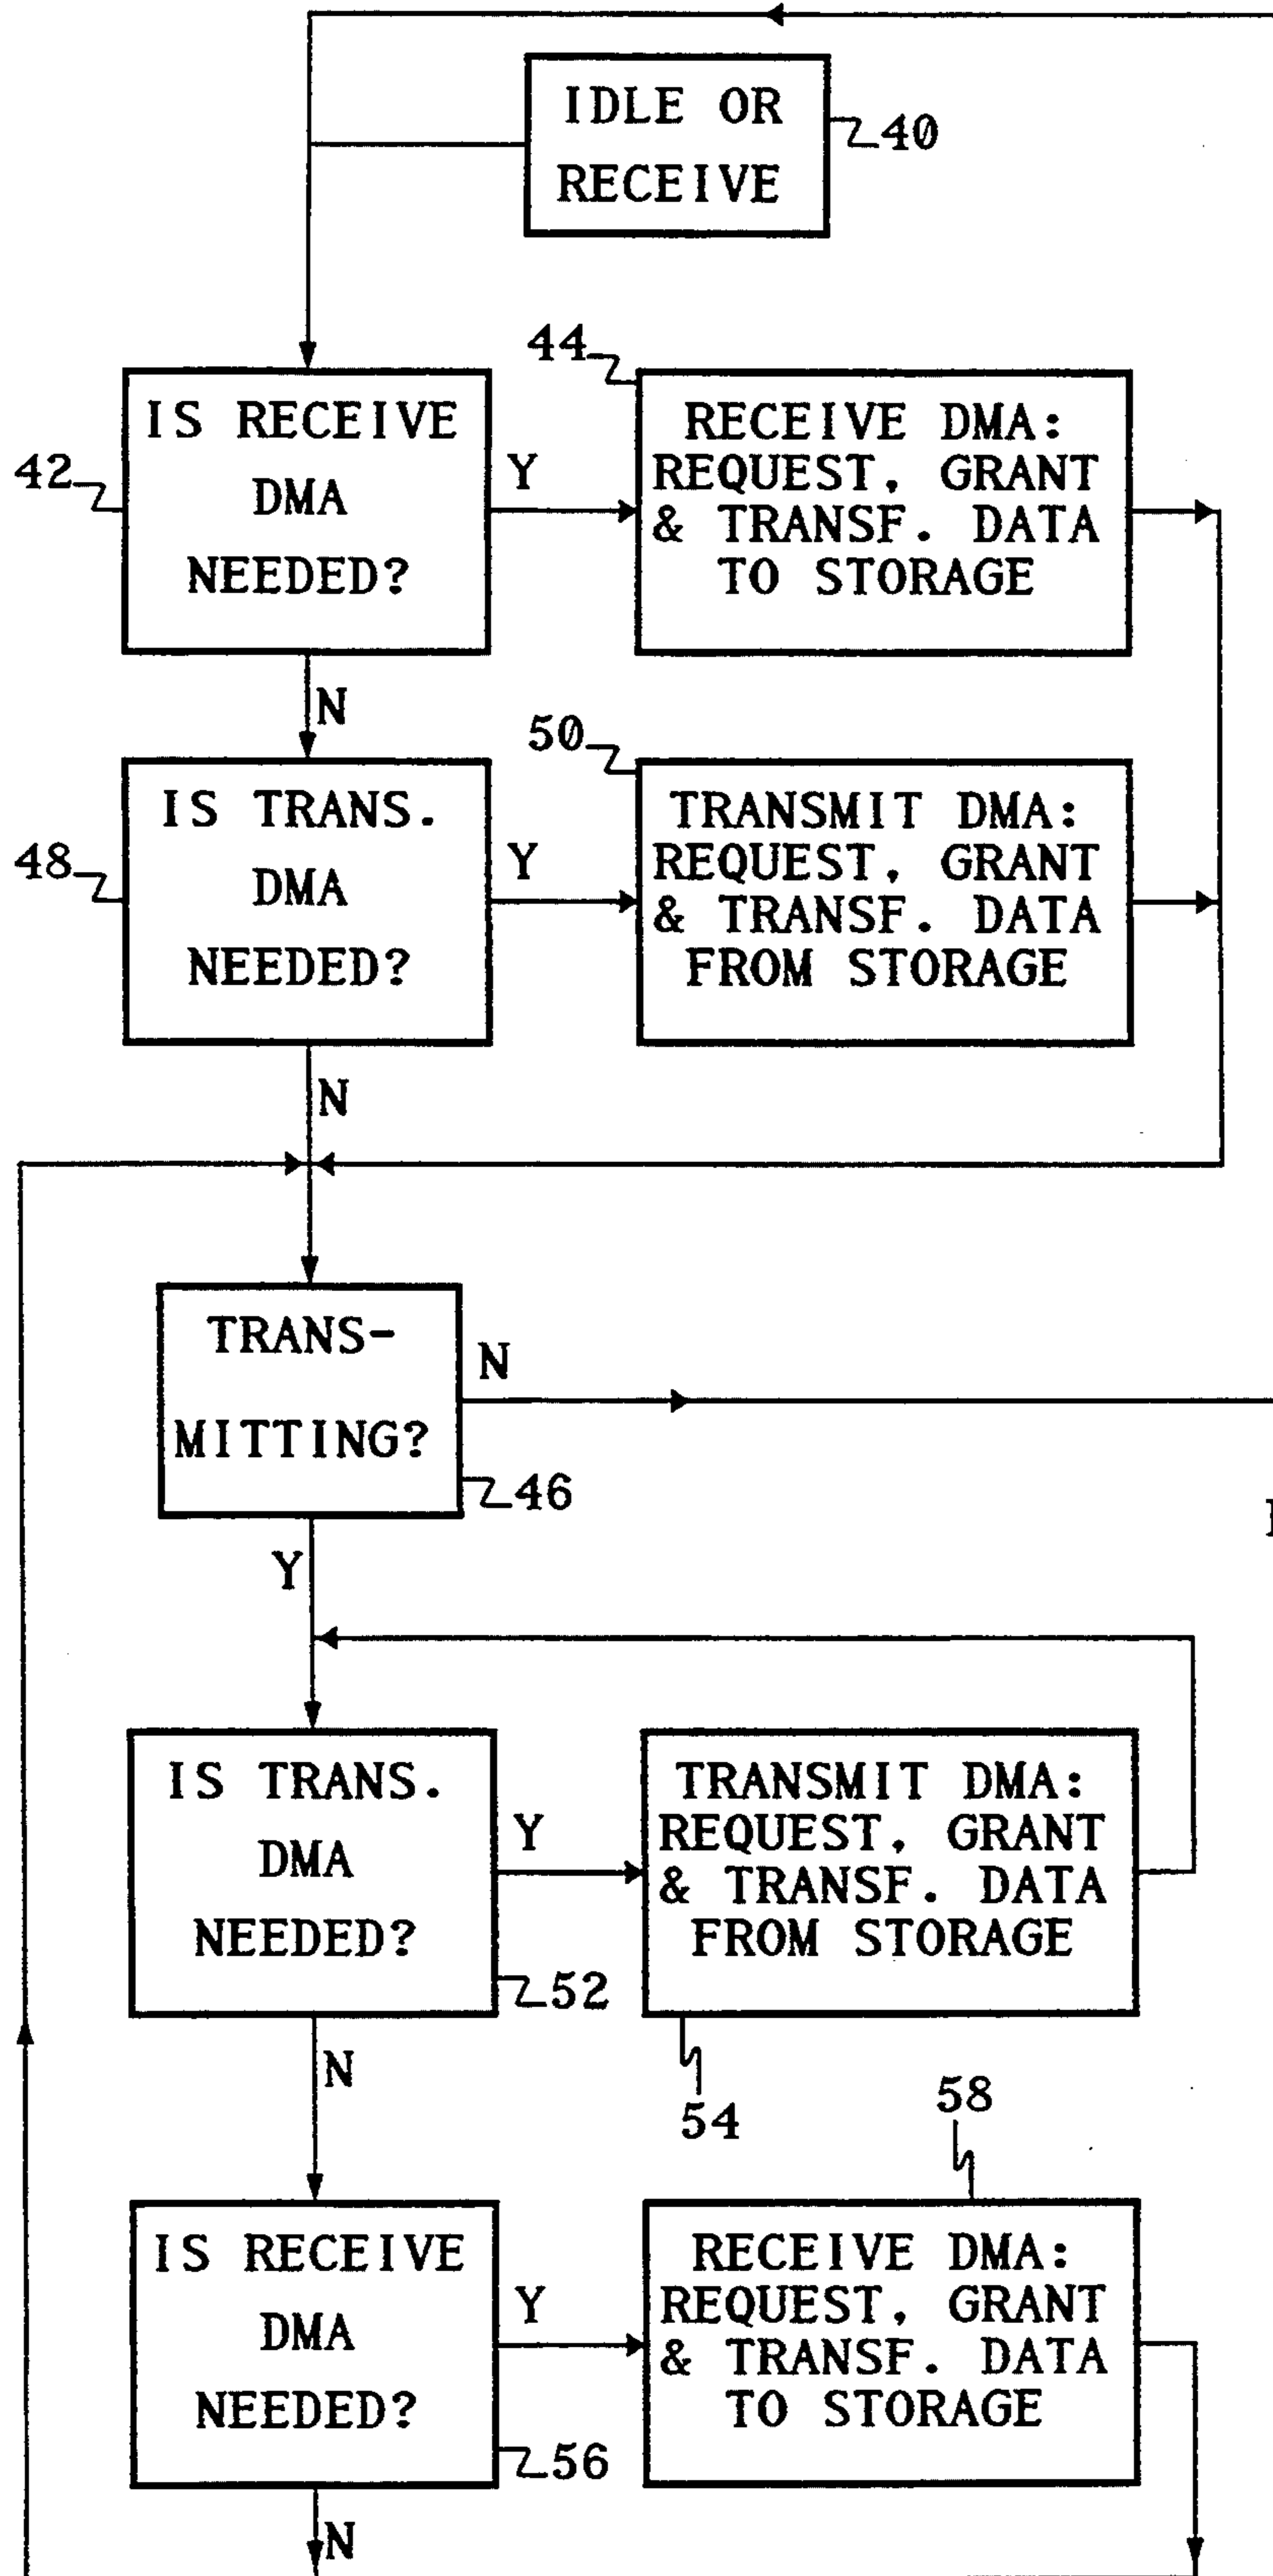 IDLE OR
RECEIVE
40
44
IS RECEIVE
DMA
NEEDED?
42
Y
RECEIVE DMA:
REQUEST, GRANT
& TRANSF. DATA
TO STORAGE
N
50
IS TRANS.
DMA
NEEDED?
48
Y
TRANSMIT DMA:
REQUEST, GRANT
& TRANSF. DATA
FROM STORAGE
N
TRANS-
MITTING?
N
46
Y
IS TRANS.
DMA
NEEDED?
Y
52
TRANSMIT DMA:
REQUEST, GRANT
& TRANSF. DATA
FROM STORAGE
54
N
58
IS RECEIVE
DMA
NEEDED?
Y
56
RECEIVE DMA:
REQUEST, GRANT
& TRANSF. DATA
TO STORAGE
N